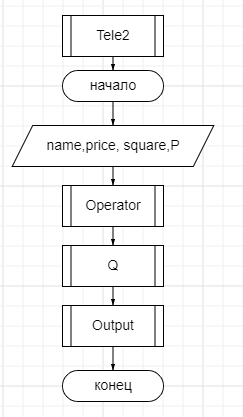 Tele2
начало
name,price, square,P
Operator
Q
Output
конец